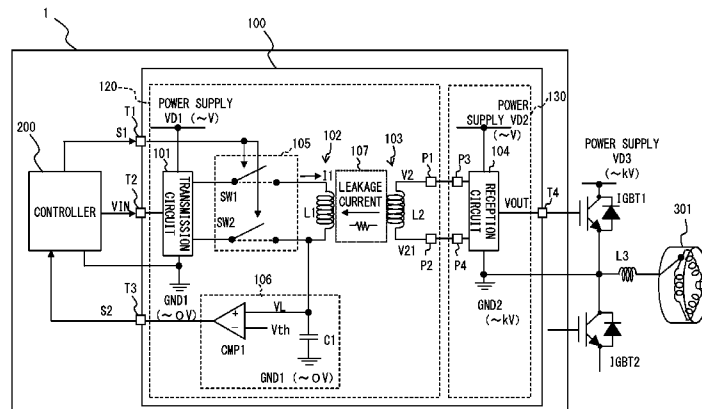 1
100
120
130
POWER SUPPLY
VD1 (~V)
POWER
SUPPLY VD2
(~V)
POWER SUPPLY
VD3
(~kV)
T1
S1
200
CONTROLLER
T2
VIN
101
TRANSMISSION
CIRCUIT
105
SW1
SW2
102
I1
L1
107
LEAKAGE
CURRENT
103
V2
L2
V21
P1
P3
P2
P4
104
RECEPTION
CIRCUIT
VOUT
T4
IGBT1
L3
301
IGBT2
GND1
(~0V)
GND2
(~kV)
T3
S2
106
VL
+
−
Vth
CMP1
C1
GND1 (~0V)